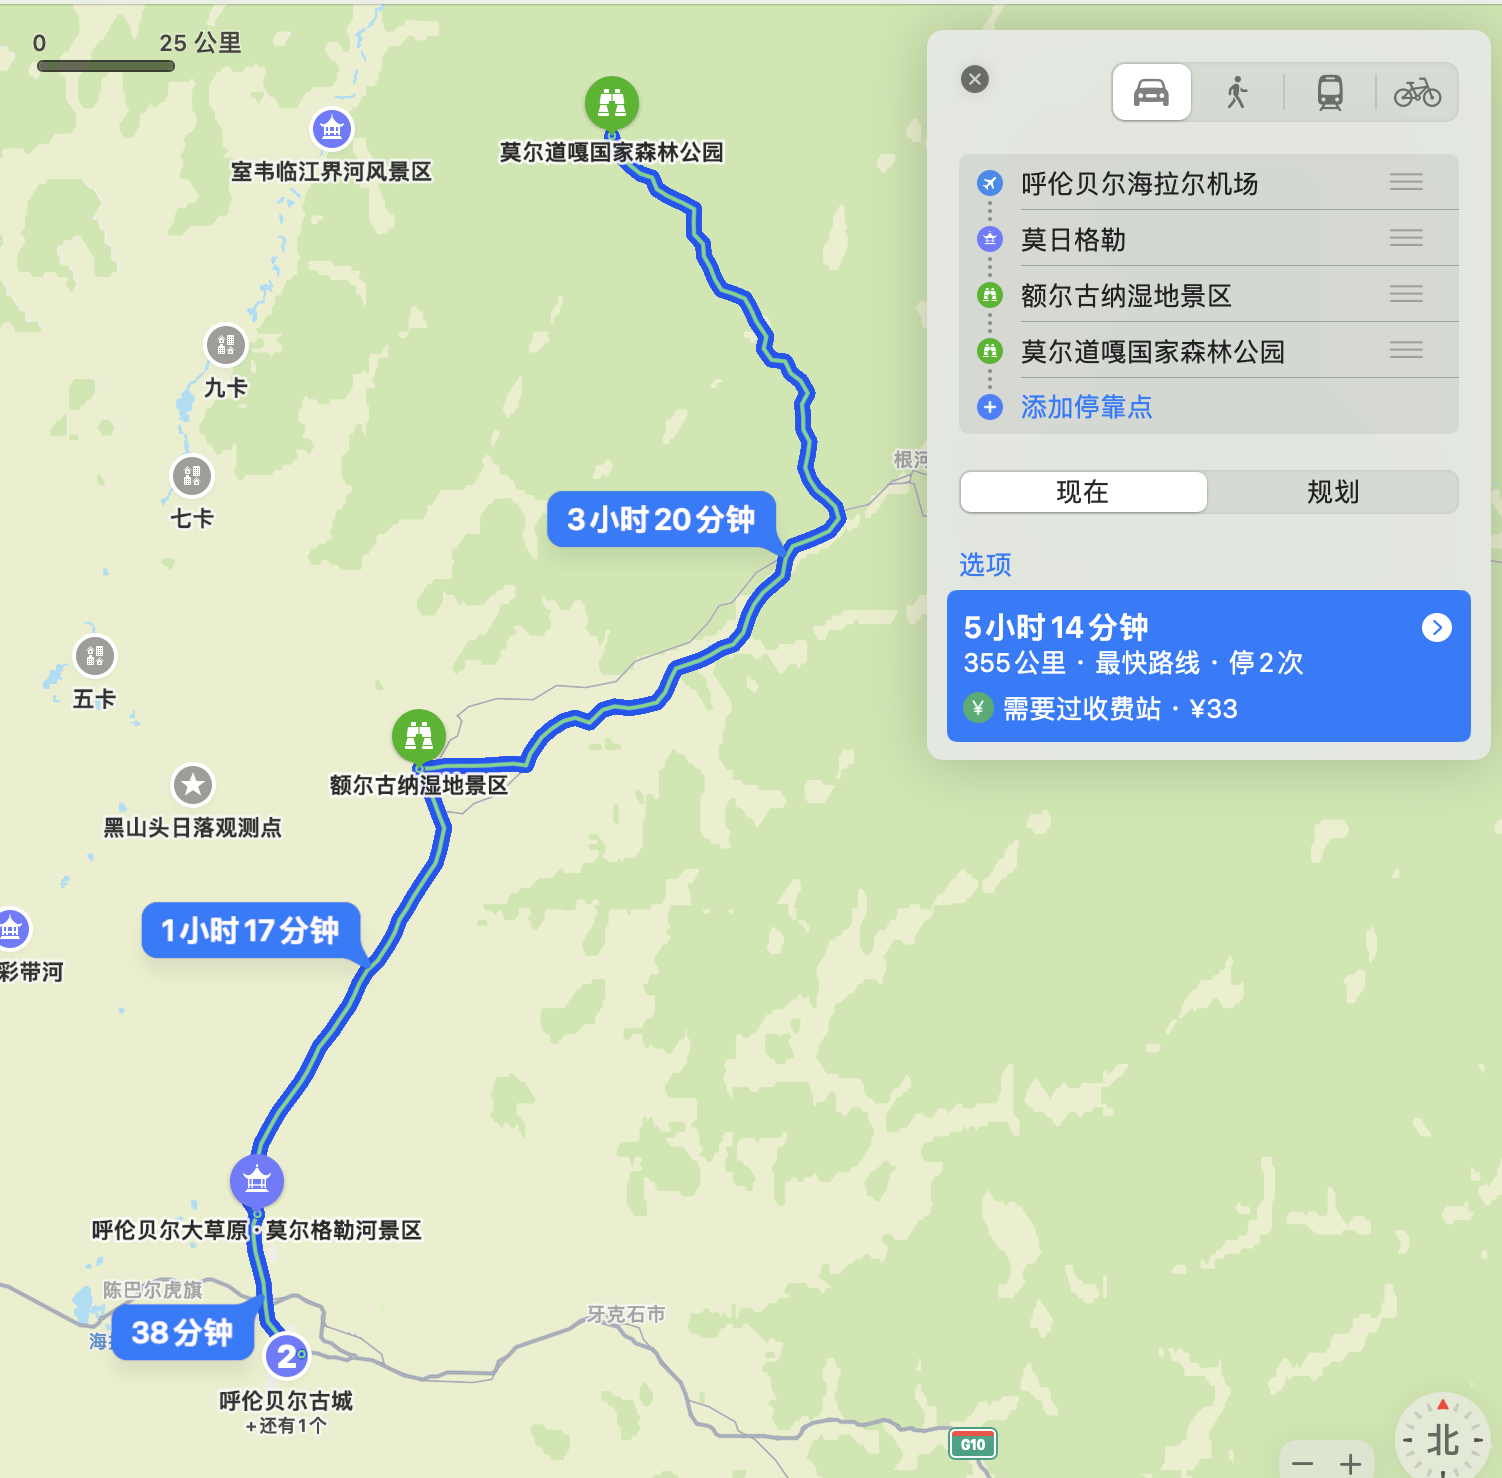 0 25 公里
室韦临江界河风景区
莫尔道嘎国家森林公园
九卡
七卡
根河
3小时20分钟
五卡
额尔古纳湿地景区
黑山头日落观测点
1小时17分钟
彩带河
呼伦贝尔大草原·莫尔格勒河景区
陈巴尔虎旗
海
38分钟
牙克石市
2
呼伦贝尔古城
+还有1个
G10
北
呼伦贝尔海拉尔机场
莫日格勒
额尔古纳湿地景区
莫尔道嘎国家森林公园
添加停靠点
现在 规划
选项
5小时14分钟
355公里 · 最快路线 · 停2次
¥ 需要过收费站 · ¥33